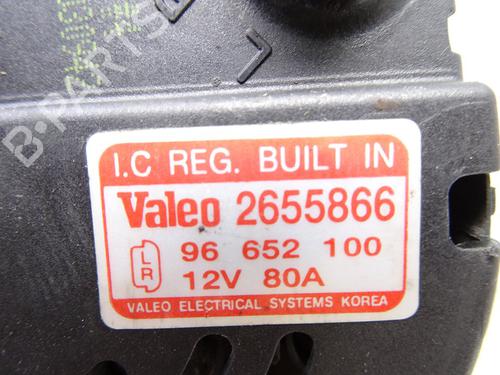 B-PARTS
I.C REG. BUILT IN
Valeo 2655866
L
R
96 652 100
12V 80A
VALEO ELECTRICAL SYSTEMS KOREA